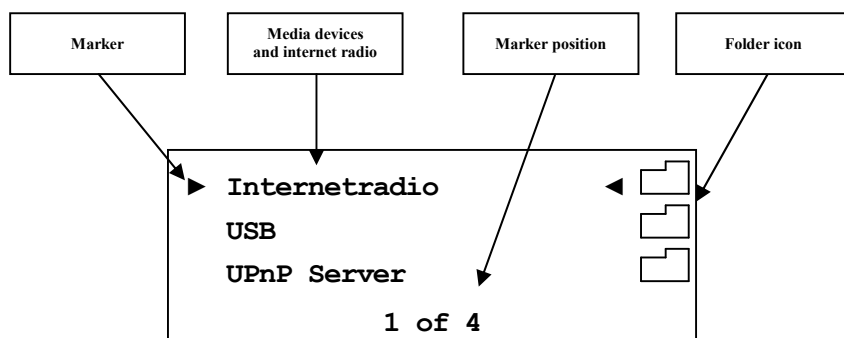 Marker
Media devices
and internet radio
Marker position
Folder icon
► Internetradio ◄
USB
UPnP Server
1 of 4